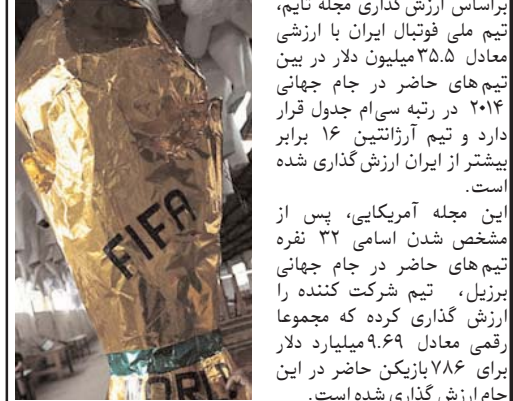 براساس ارزش گذاری مجله تایم،
تیم ملی فوتبال ایران با ارزشی
معادل ۳۵.۵میلیون دلار در بین
تیم های حاضر در جام جهانی
۲۰۱۴ در رتبه سی‌ام جدول قرار
دارد و تیم آرژانتین ۱۶ برابر
بیشتر از ایران ارزش گذاری شده
است.
این مجله آمریکایی، پس از
مشخص شدن اسامی ۳۲ نفره
تیم های حاضر در جام جهانی
برزیل، تیم شرکت کننده را
ارزش گذاری کرده که مجموعا
رقمی معادل ۹.۶۹میلیارد دلار
برای ۷۸۶ بازیکن حاضر در این
جام ارزش گذاری شده است.
FIFA
WORL